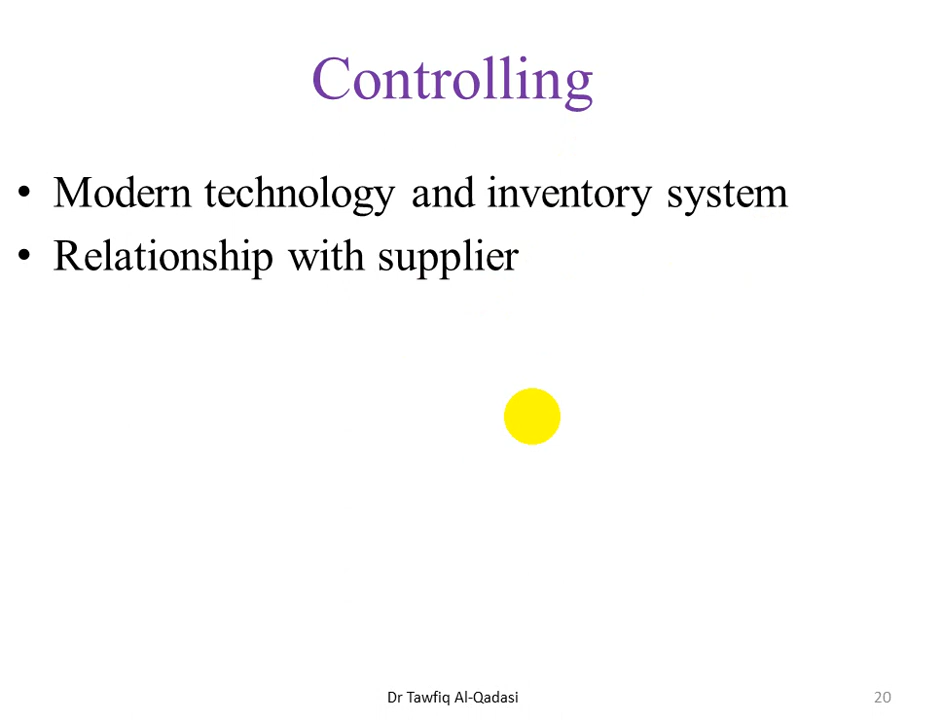 Controlling
• Modern technology and inventory system
• Relationship with supplier
Dr Tawfiq Al-Qadasi
20